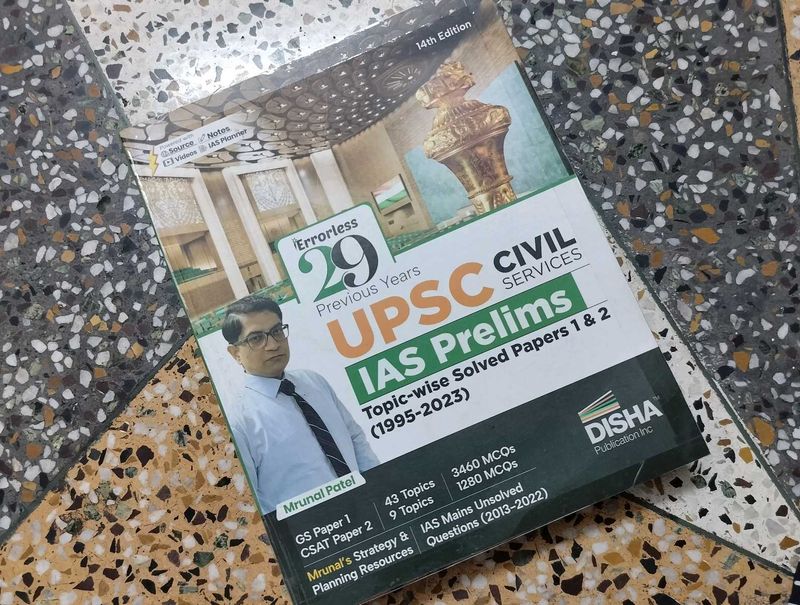 14th Edition
Powered with
Source Notes
Videos IAS Planner
Errorless
29
Previous Years
UPSC CIVIL
SERVICES
IAS Prelims
Topic-wise Solved Papers 1 & 2
(1995-2023)
DISHA
Publication Inc
Mrunal Patel
GS Paper 1 43 Topics 3460 MCQs
CSAT Paper 2 9 Topics 1280 MCQs
Mrunal's Strategy &
Planning Resources
IAS Mains Unsolved
Questions (2013-2022)